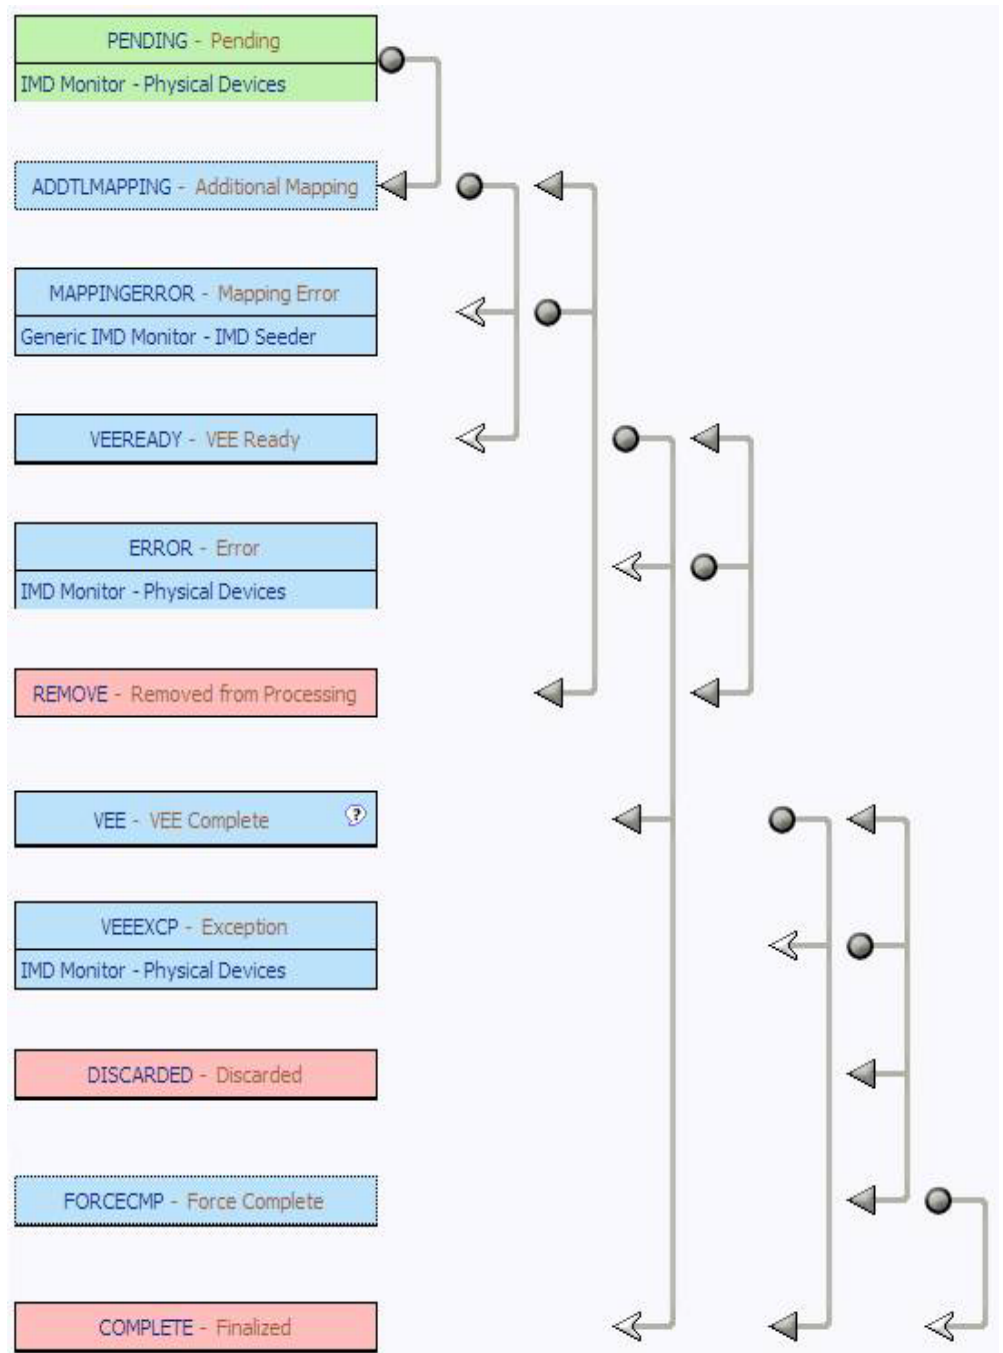 PENDING - Pending
IMD Monitor - Physical Devices
ADDTLMAPPING - Additional Mapping
MAPPINGERROR - Mapping Error
Generic IMD Monitor - IMD Seeder
VEEREADY - VEE Ready
ERROR - Error
IMD Monitor - Physical Devices
REMOVE - Removed from Processing
VEE - VEE Complete ?
VEEEXCP - Exception
IMD Monitor - Physical Devices
DISCARDED - Discarded
FORCECMP - Force Complete
COMPLETE - Finalized